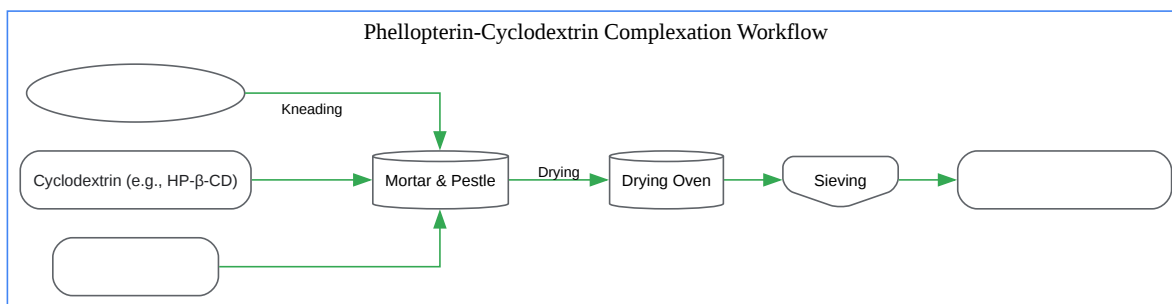 Phellopterin-Cyclodextrin Complexation Workflow
Kneading
Cyclodextrin (e.g., HP-β-CD)
Mortar & Pestle
Drying
Drying Oven
Sieving